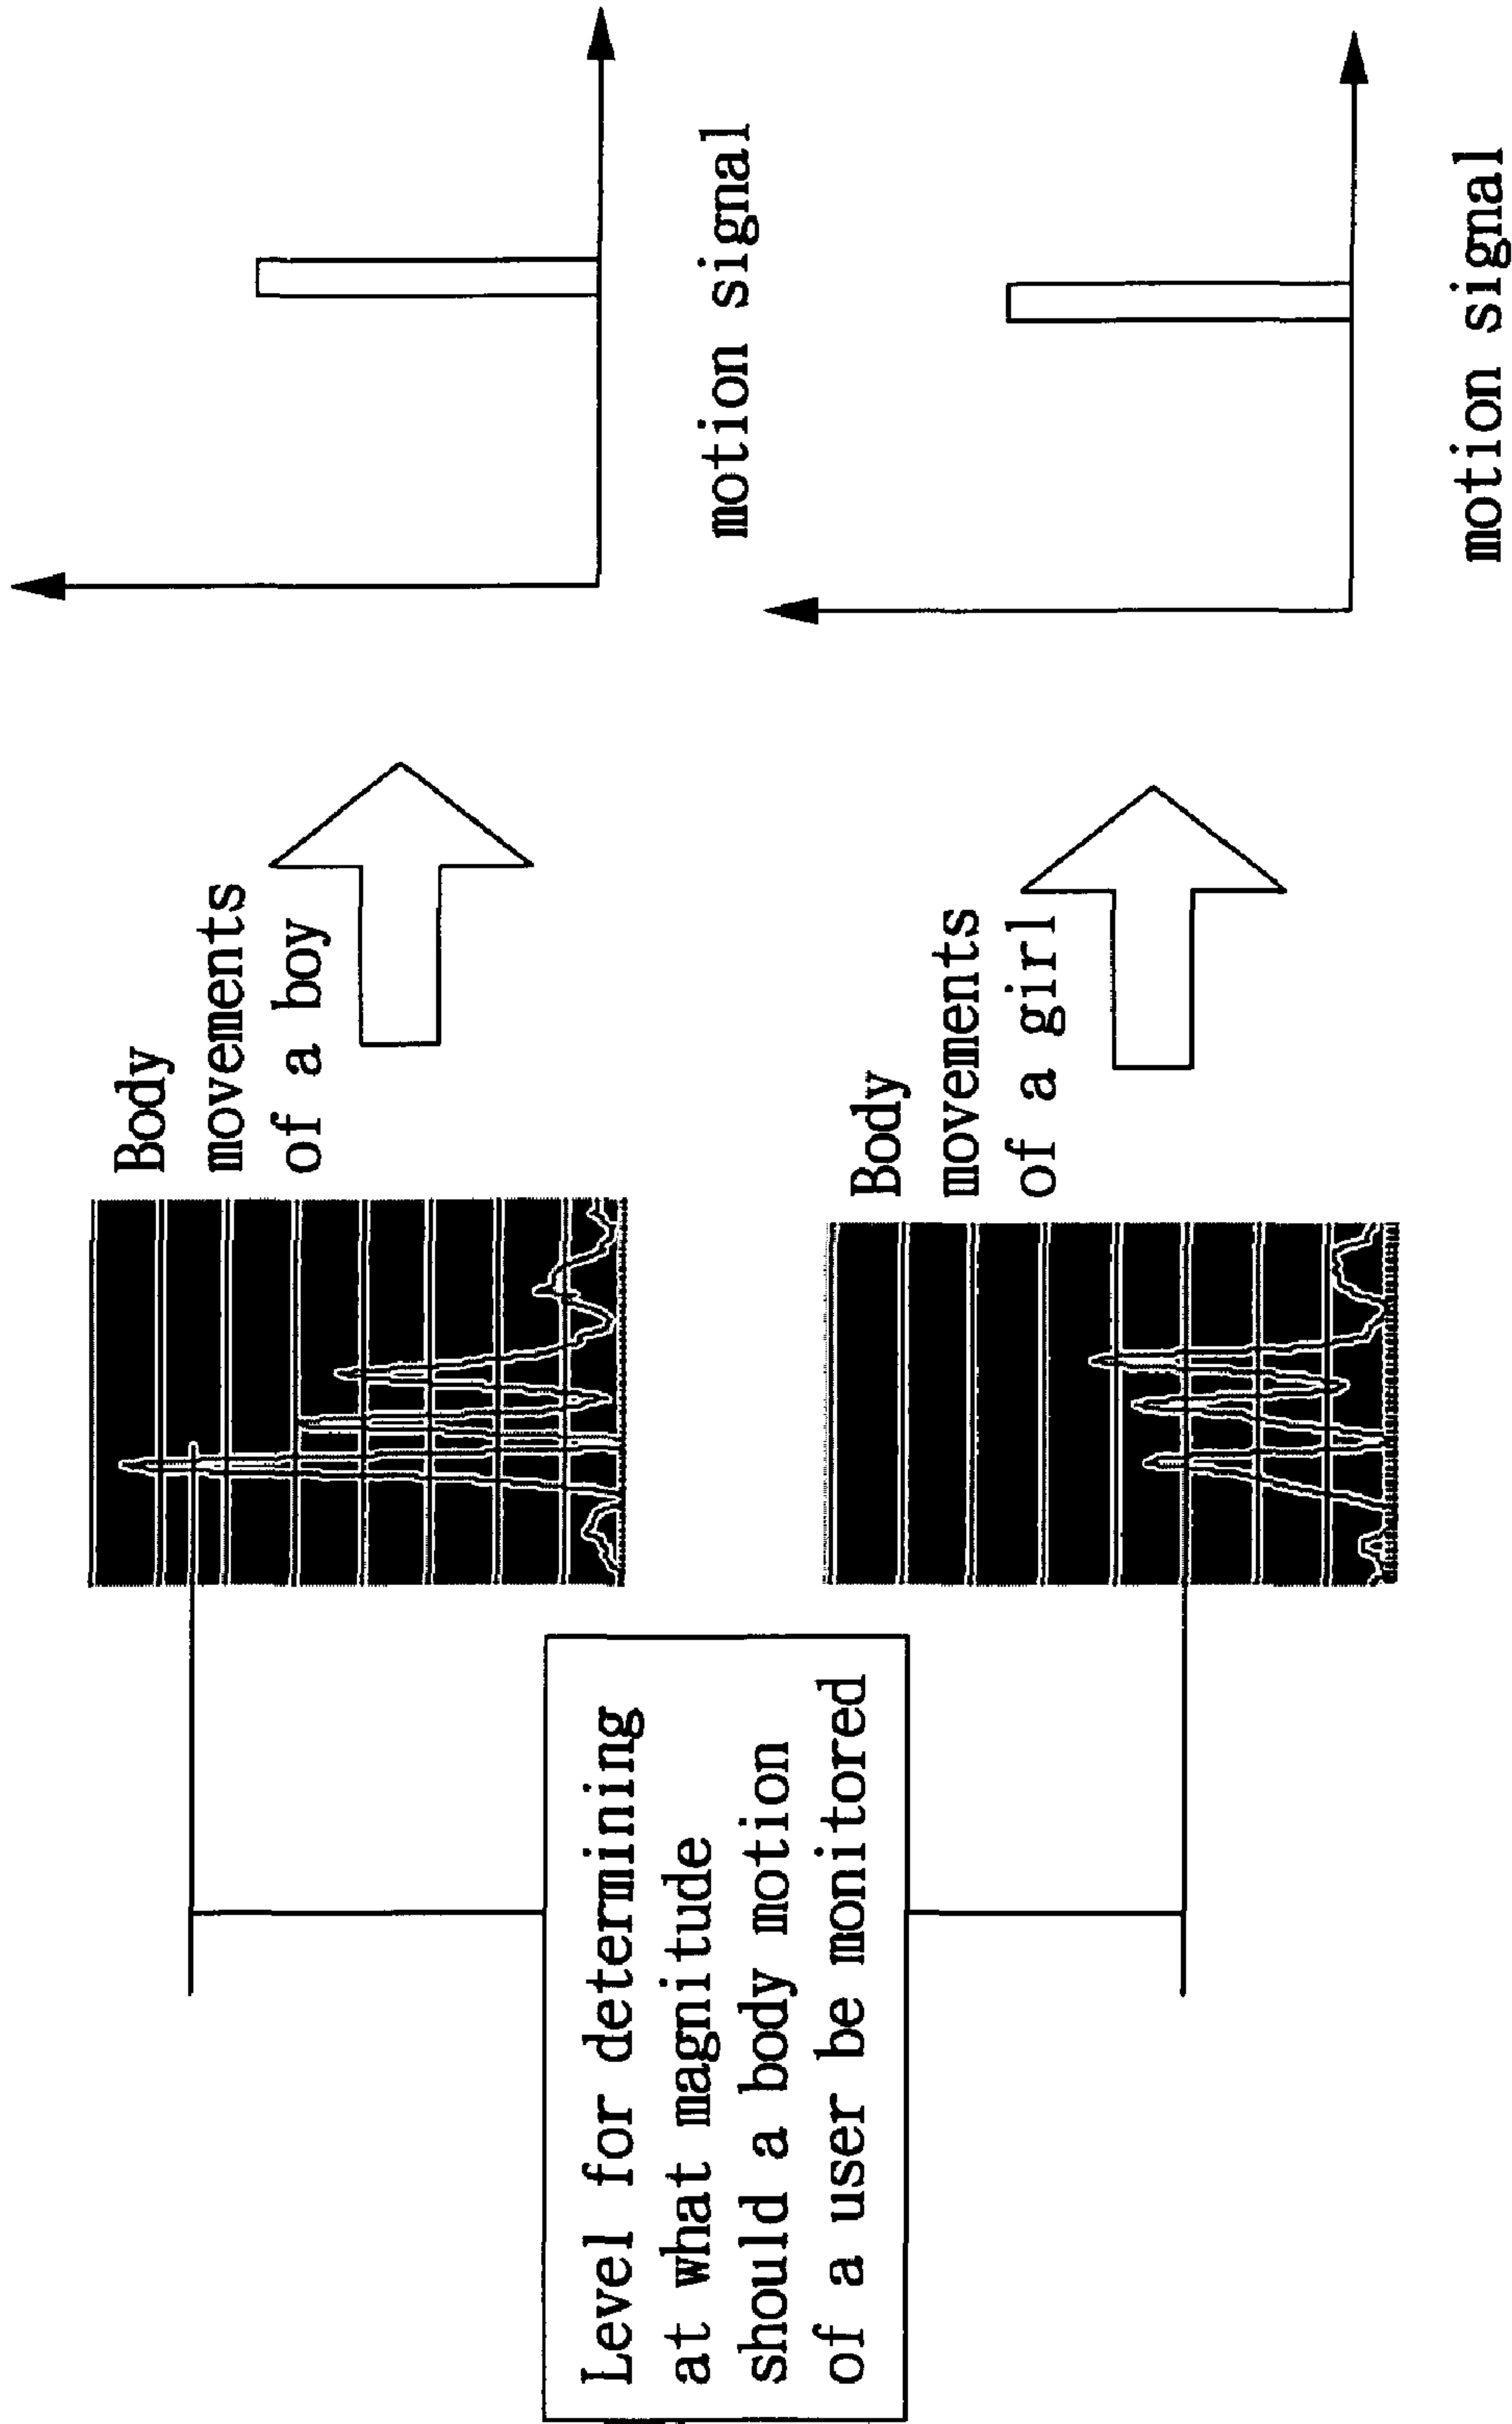 Level for determining
at what magnitude
should a body motion
of a user be monitored
Body
movements
of a boy
motion signal
Body
movements
of a girl
motion signal